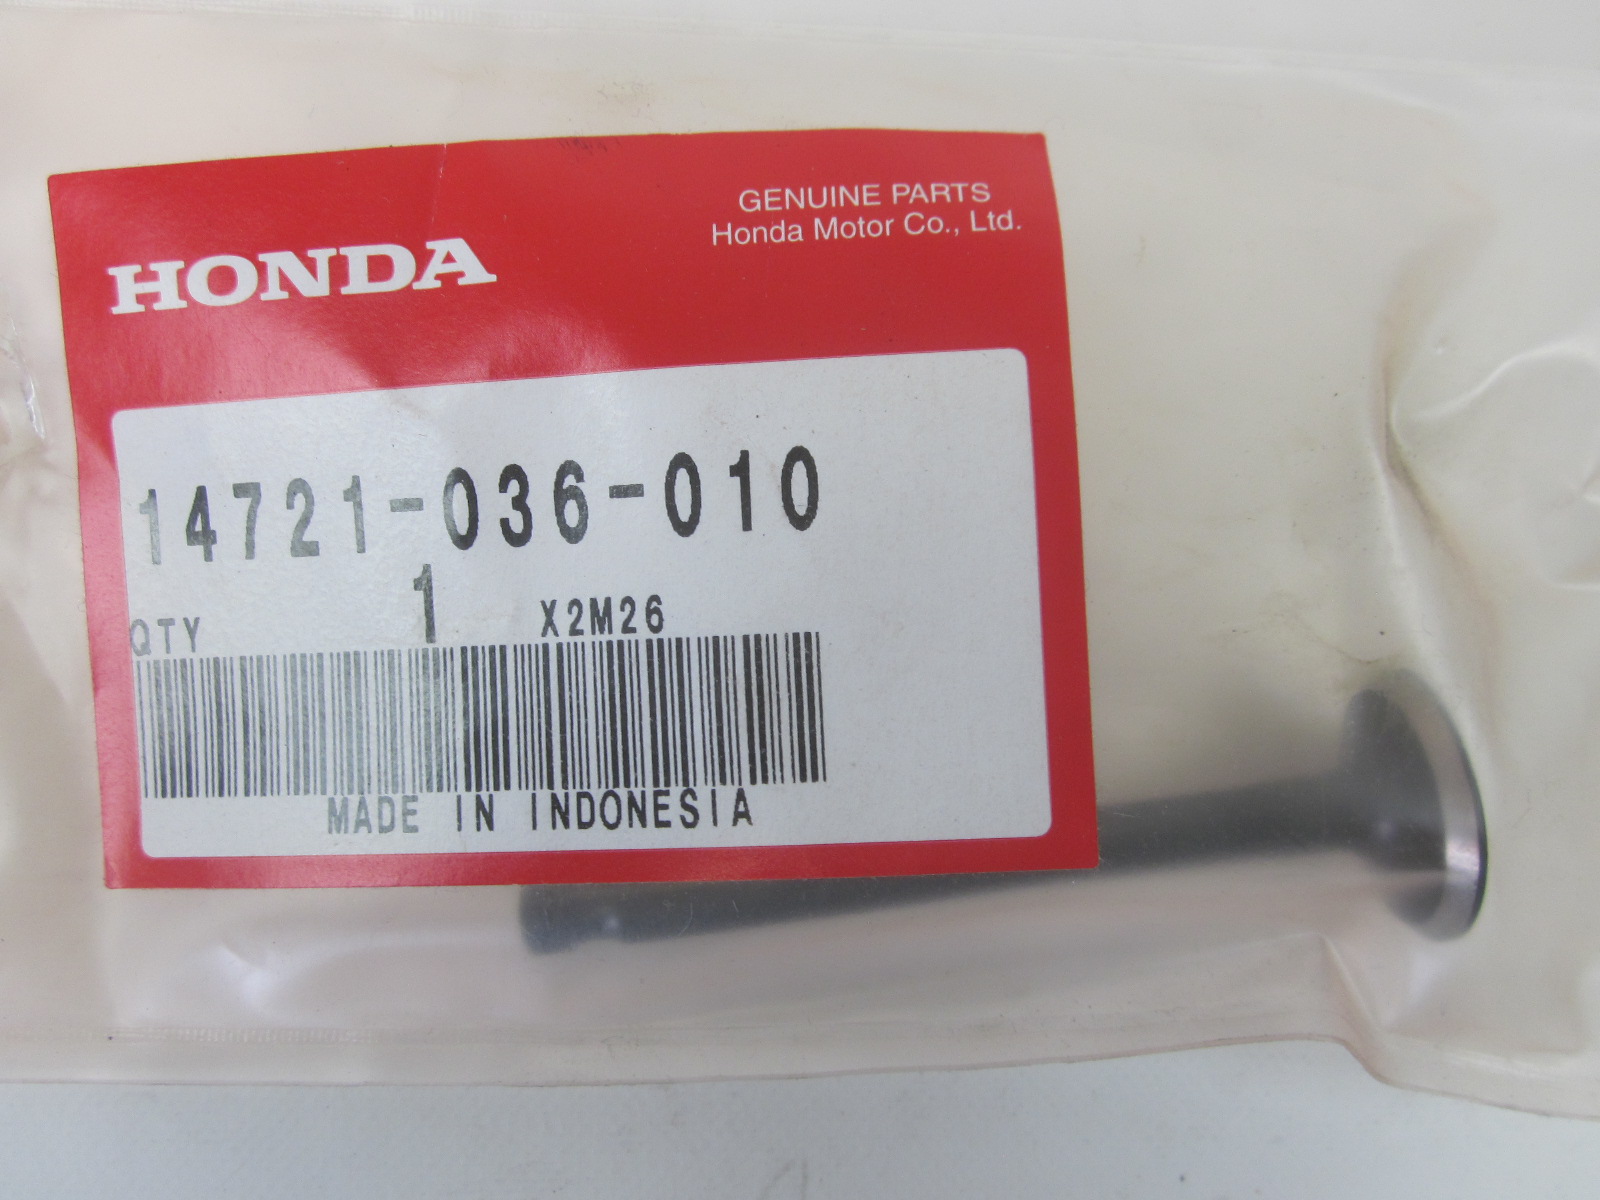 GENUINE PARTS
Honda Motor Co., Ltd.
HONDA
14721-036-010
QTY 1 X2M26
MADE IN INDONESIA